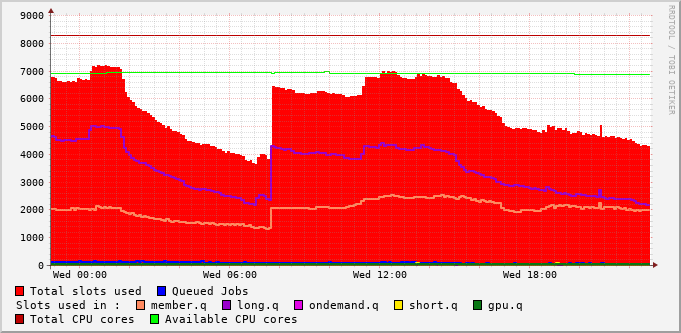 9000
8000
7000
6000
5000
4000
3000
2000
1000
0
Wed 00:00 Wed 06:00 Wed 12:00 Wed 18:00
RRDTOOL / TOBI OETIKER
Total slots used Queued Jobs
Slots used in : member.q long.q ondemand.q short.q gpu.q
Total CPU cores Available CPU cores